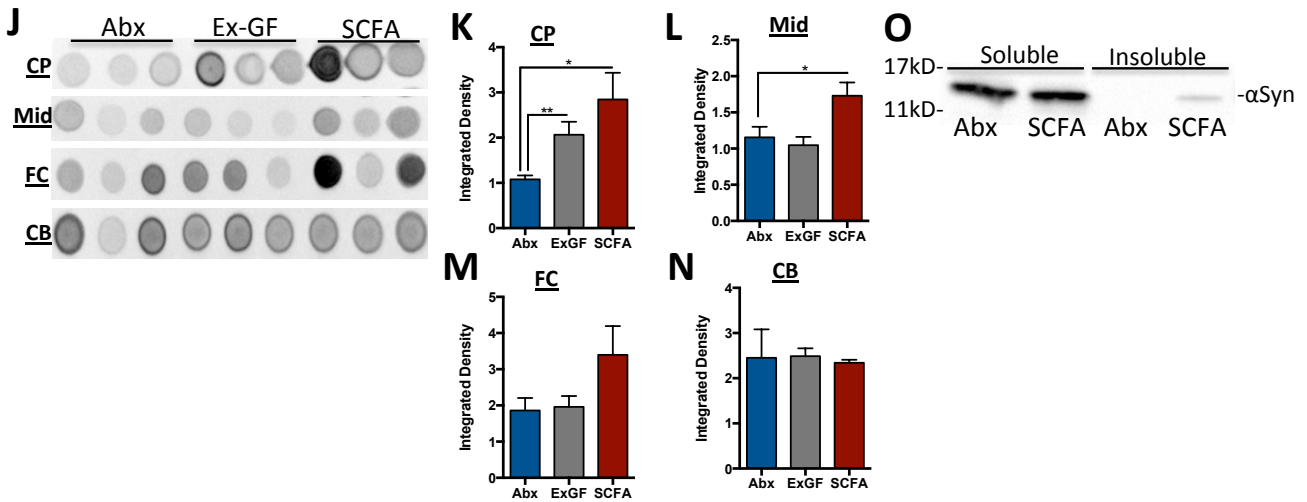 J
Abx Ex-GF SCFA
CP
Mid
FC
CB
K
CP
Integrated Density
4
3
2
1
0
*
**
Abx ExGF SCFA
L
Mid
Integrated Density
2.5
2.0
1.5
1.0
0.5
0.0
*
Abx ExGF SCFA
M
FC
Integrated Density
5
4
3
2
1
0
Abx ExGF SCFA
N
CB
Integrated Density
4
3
2
1
0
Abx ExGF SCFA
O
Soluble Insoluble
17kD-
11kD-
-αSyn
Abx SCFA Abx SCFA